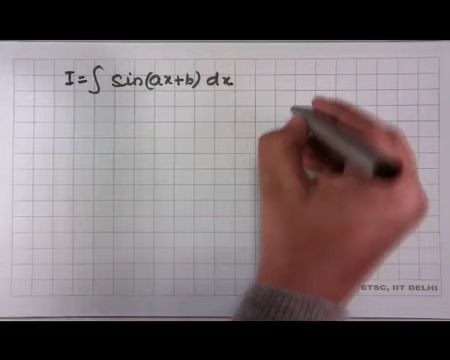 I=∫ sin(ax+b) dx
ETSC, IIT DELHI